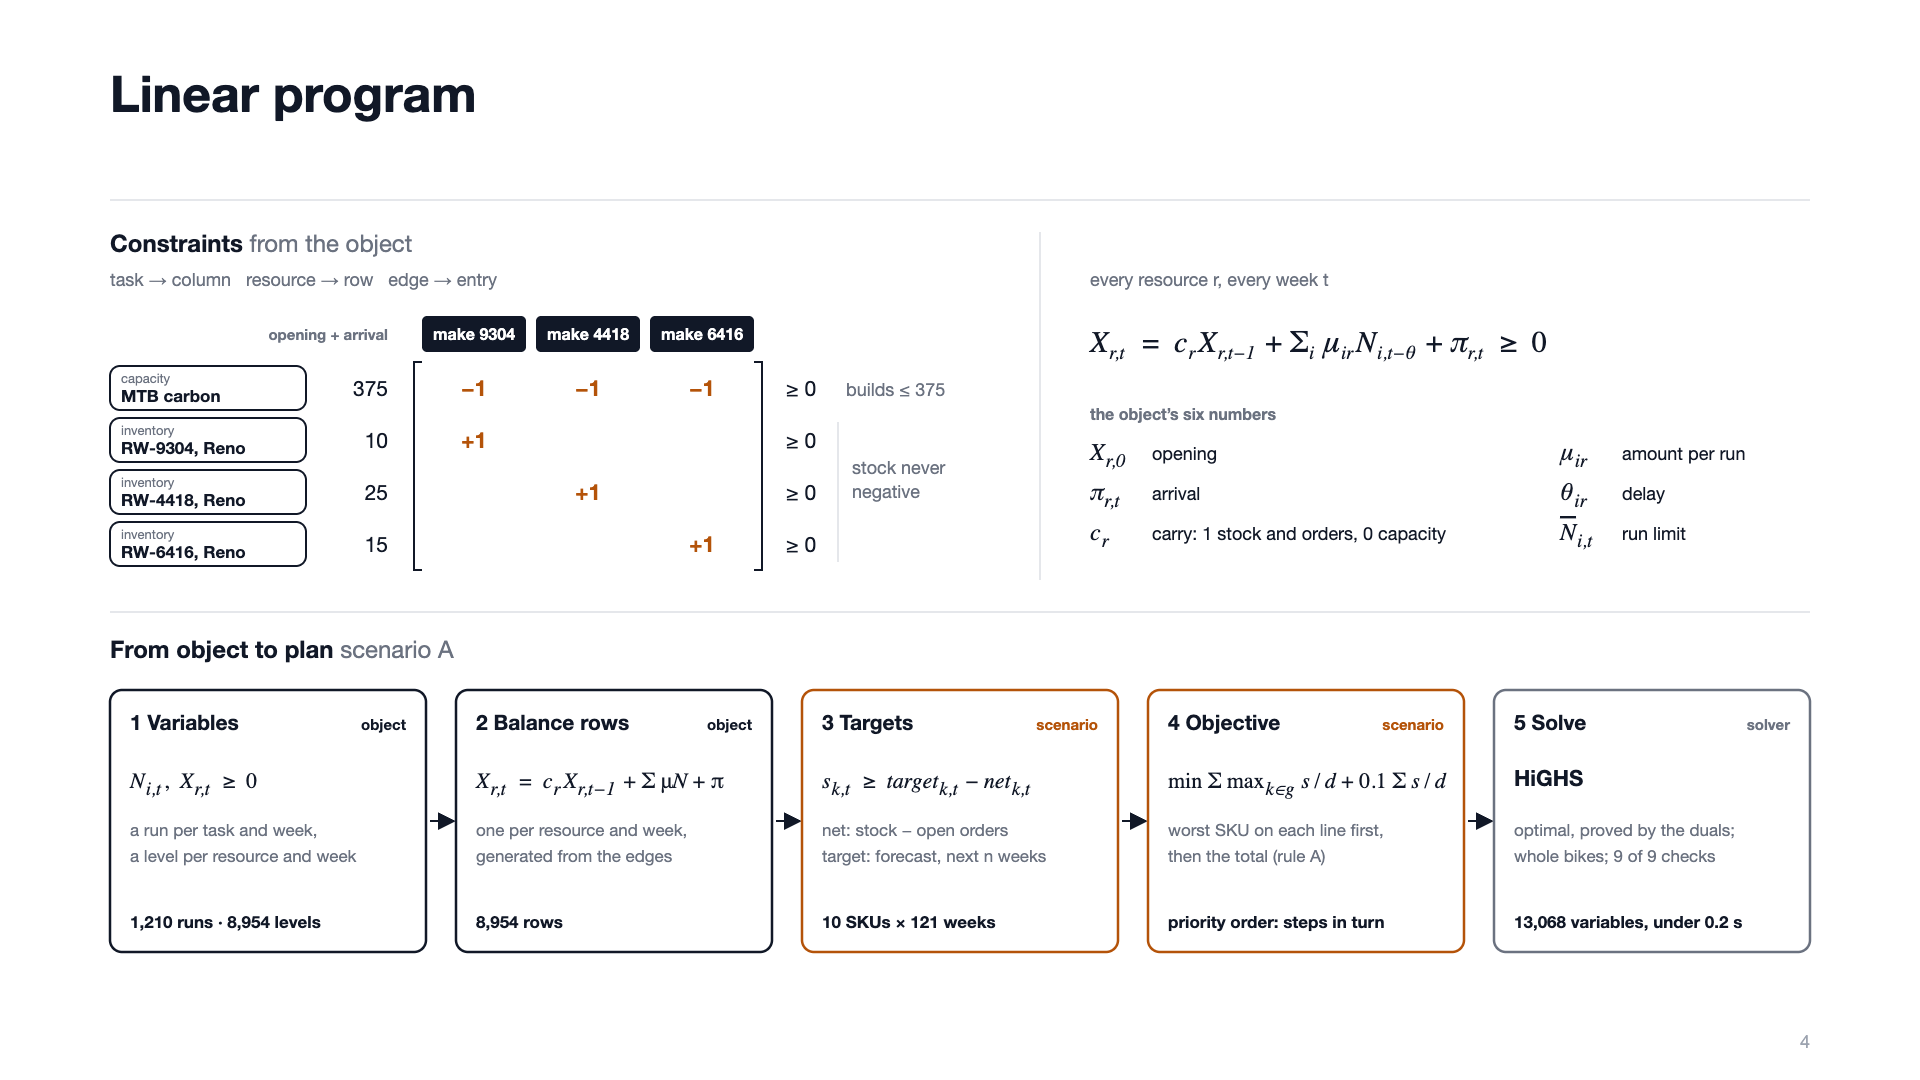 Linear program
Constraints from the object
task → column resource → row edge → entry
opening + arrival make 9304 make 4418 make 6416
capacity
MTB carbon 375 −1 −1 −1 ≥ 0 builds ≤ 375
inventory
RW-9304, Reno 10 +1 ≥ 0
inventory
RW-4418, Reno 25 +1 ≥ 0
stock never
negative
inventory
RW-6416, Reno 15 +1 ≥ 0
every resource r, every week t
X_{r,t} = c_r X_{r,t−1} + Σ_i μ_{ir} N_{i,t−θ} + π_{r,t} ≥ 0
the object’s six numbers
X_{r,0} opening
π_{r,t} arrival
c_r carry: 1 stock and orders, 0 capacity
μ_{ir} amount per run
θ_{ir} delay
N̅_{i,t} run limit
From object to plan scenario A
1 Variables object
N_{i,t}, X_{r,t} ≥ 0
a run per task and week,
a level per resource and week
1,210 runs · 8,954 levels
2 Balance rows object
X_{r,t} = c_r X_{r,t−1} + Σ μN + π
one per resource and week,
generated from the edges
8,954 rows
3 Targets scenario
s_{k,t} ≥ target_{k,t} − net_{k,t}
net: stock − open orders
target: forecast, next n weeks
10 SKUs × 121 weeks
4 Objective scenario
min Σ max_{k∈g} s / d + 0.1 Σ s / d
worst SKU on each line first,
then the total (rule A)
priority order: steps in turn
5 Solve solver
HiGHS
optimal, proved by the duals;
whole bikes; 9 of 9 checks
13,068 variables, under 0.2 s
4